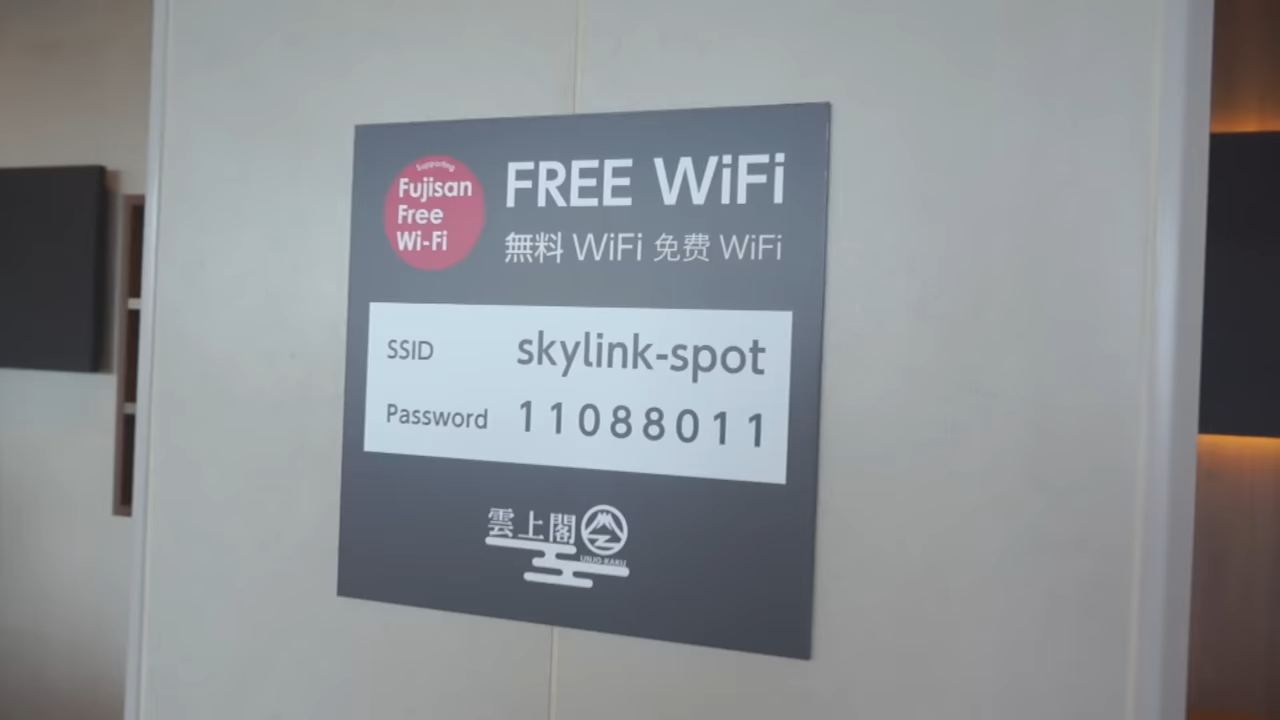 Supporting
Fujisan
Free
Wi-Fi
FREE WiFi
無料 WiFi 免费 WiFi
SSID skylink-spot
Password 11088011
雲上閣
UNJO KAKU